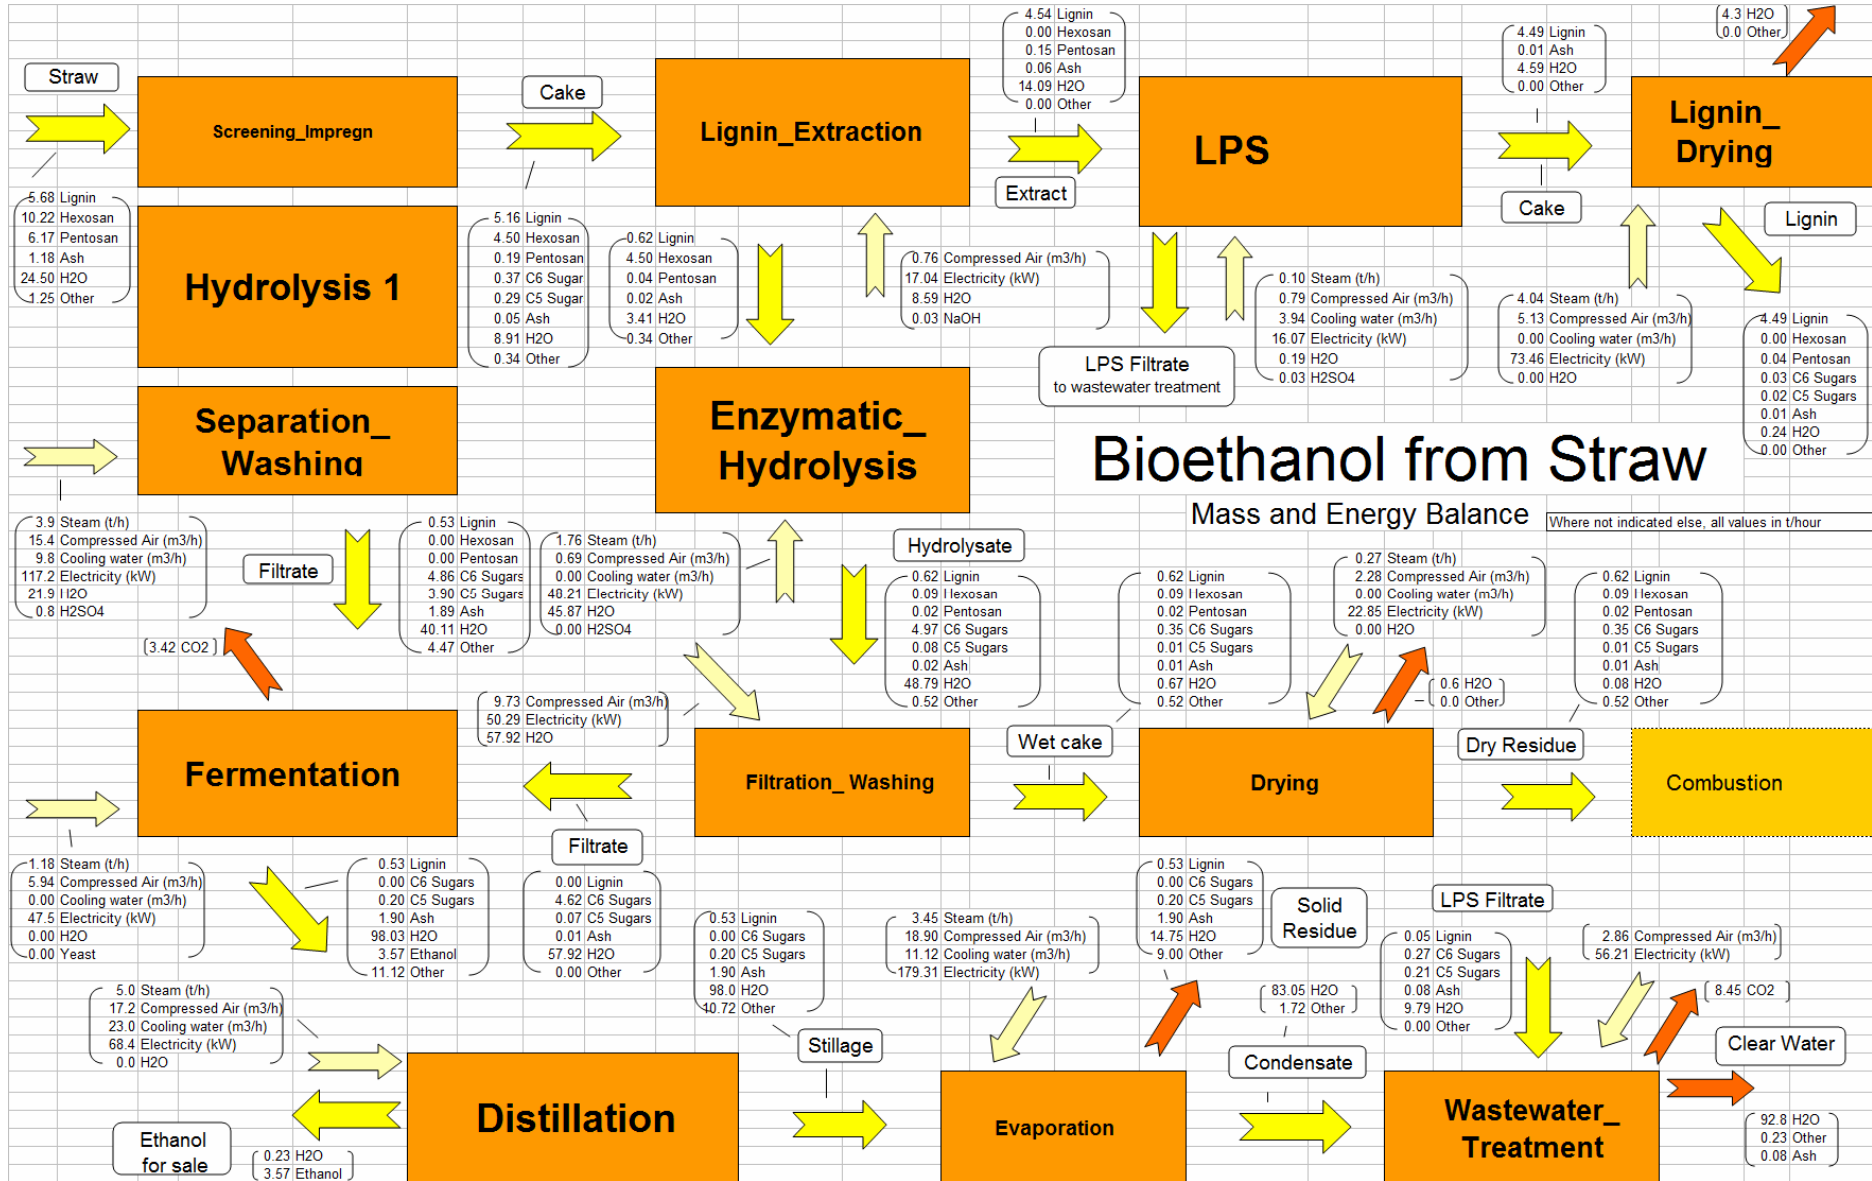 Straw
Screening_Impregn
5.68 Lignin
10.22 Hexosan
6.17 Pentosan
1.18 Ash
24.50 H2O
1.25 Other
Hydrolysis 1
Separation_
Washing
3.9 Steam (t/h)
15.4 Compressed Air (m3/h)
9.8 Cooling water (m3/h)
117.2 Electricity (kW)
21.9 H2O
0.8 H2SO4
Filtrate
0.53 Lignin
0.00 Hexosan
0.00 Pentosan
4.86 C6 Sugars
3.90 C5 Sugars
1.89 Ash
40.11 H2O
4.47 Other
Cake
5.16 Lignin
4.50 Hexosan
0.19 Pentosan
0.37 C6 Sugar
0.29 C5 Sugar
0.05 Ash
8.91 H2O
0.34 Other
Lignin_Extraction
0.62 Lignin
4.50 Hexosan
0.04 Pentosan
0.02 Ash
3.41 H2O
0.34 Other
0.76 Compressed Air (m3/h)
17.04 Electricity (kW)
8.59 H2O
0.03 NaOH
4.54 Lignin
0.00 Hexosan
0.15 Pentosan
0.06 Ash
14.09 H2O
0.00 Other
Extract
LPS
LPS Filtrate
to wastewater treatment
0.10 Steam (t/h)
0.79 Compressed Air (m3/h)
3.94 Cooling water (m3/h)
16.07 Electricity (kW)
0.19 H2O
0.03 H2SO4
4.49 Lignin
0.01 Ash
4.59 H2O
0.00 Other
Cake
Lignin_
Drying
4.3 H2O
0.0 Other
4.04 Steam (t/h)
5.13 Compressed Air (m3/h)
0.00 Cooling water (m3/h)
73.46 Electricity (kW)
0.00 H2O
Lignin
4.49 Lignin
0.00 Hexosan
0.04 Pentosan
0.03 C6 Sugars
0.02 C5 Sugars
0.01 Ash
0.24 H2O
0.00 Other
Bioethanol from Straw
Mass and Energy Balance
Where not indicated else, all values in t/hour
Enzymatic_
Hydrolysis
1.76 Steam (t/h)
0.69 Compressed Air (m3/h)
0.00 Cooling water (m3/h)
40.21 Electricity (kW)
45.87 H2O
0.00 H2SO4
Hydrolysate
0.62 Lignin
0.09 Hexosan
0.02 Pentosan
4.97 C6 Sugars
0.08 C5 Sugars
0.02 Ash
48.79 H2O
0.52 Other
9.73 Compressed Air (m3/h)
50.29 Electricity (kW)
57.92 H2O
Filtration_ Washing
Wet cake
0.62 Lignin
0.09 Hexosan
0.02 Pentosan
0.35 C6 Sugars
0.01 C5 Sugars
0.01 Ash
0.67 H2O
0.52 Other
Drying
0.27 Steam (t/h)
2.28 Compressed Air (m3/h)
0.00 Cooling water (m3/h)
22.85 Electricity (kW)
0.00 H2O
0.6 H2O
0.0 Other
Dry Residue
0.62 Lignin
0.09 Hexosan
0.02 Pentosan
0.35 C6 Sugars
0.01 C5 Sugars
0.01 Ash
0.08 H2O
0.52 Other
Combustion
3.42 CO2
Fermentation
Filtrate
0.00 Lignin
4.62 C6 Sugars
0.07 C5 Sugars
0.01 Ash
57.92 H2O
0.00 Other
1.18 Steam (t/h)
5.94 Compressed Air (m3/h)
0.00 Cooling water (m3/h)
47.5 Electricity (kW)
0.00 H2O
0.00 Yeast
0.53 Lignin
0.00 C6 Sugars
0.20 C5 Sugars
1.90 Ash
98.03 H2O
3.57 Ethanol
11.12 Other
5.0 Steam (t/h)
17.2 Compressed Air (m3/h)
23.0 Cooling water (m3/h)
68.4 Electricity (kW)
0.0 H2O
Distillation
Ethanol
for sale
0.23 H2O
3.57 Ethanol
0.53 Lignin
0.00 C6 Sugars
0.20 C5 Sugars
1.90 Ash
98.0 H2O
10.72 Other
Stillage
3.45 Steam (t/h)
18.90 Compressed Air (m3/h)
11.12 Cooling water (m3/h)
179.31 Electricity (kW)
Evaporation
0.53 Lignin
0.00 C6 Sugars
0.20 C5 Sugars
1.90 Ash
14.75 H2O
9.00 Other
Solid
Residue
83.05 H2O
1.72 Other
Condensate
LPS Filtrate
0.05 Lignin
0.27 C6 Sugars
0.21 C5 Sugars
0.08 Ash
9.79 H2O
0.00 Other
2.86 Compressed Air (m3/h)
56.21 Electricity (kW)
8.45 CO2
Wastewater_
Treatment
Clear Water
92.8 H2O
0.23 Other
0.08 Ash